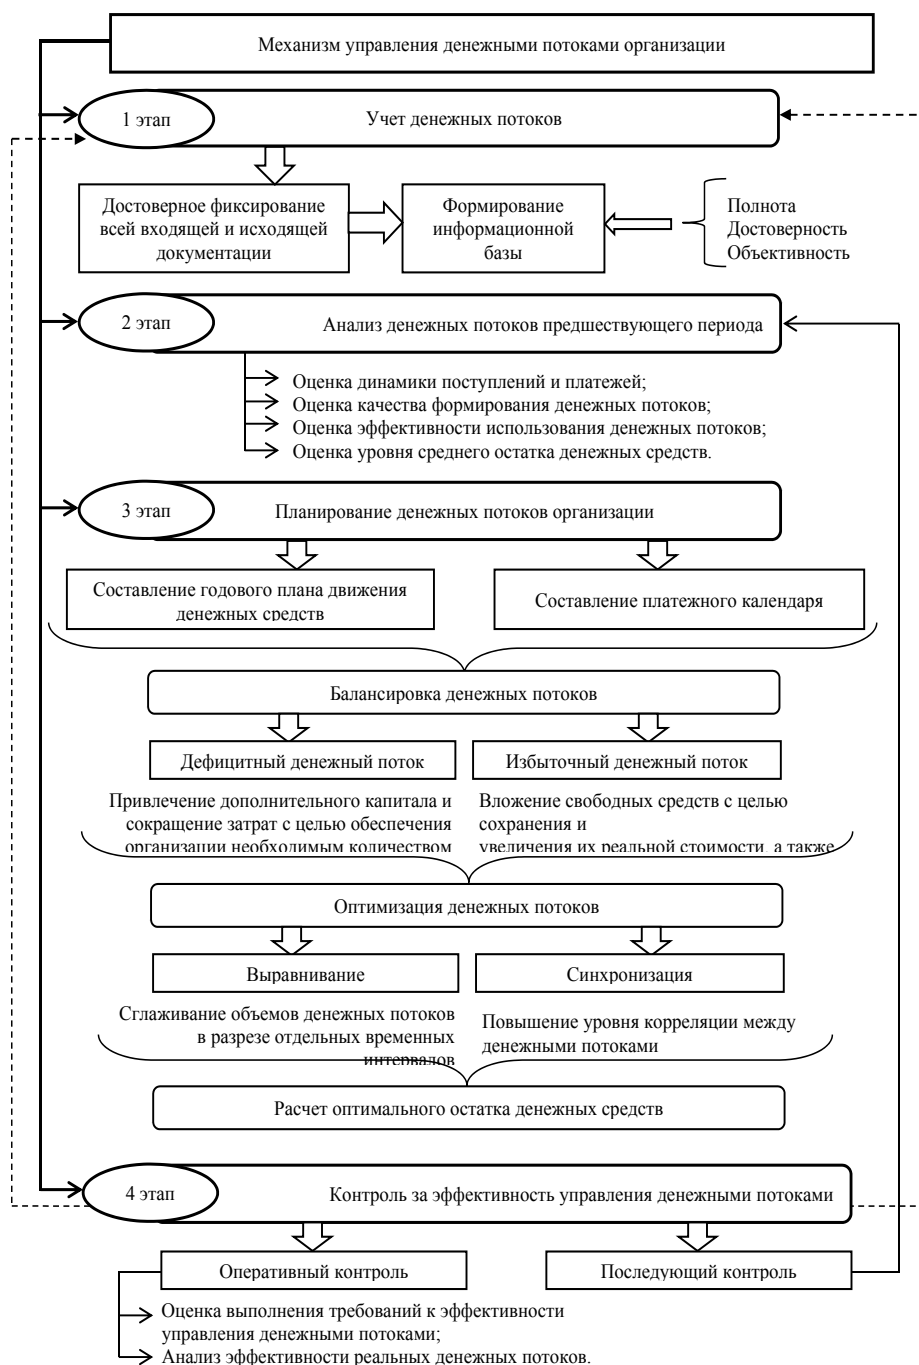 Механизм управления денежными потоками организации
1 этап
Учет денежных потоков
Достоверное фиксирование
всей входящей и исходящей
документации
Формирование
информационной
базы
Полнота
Достоверность
Объективность
2 этап
Анализ денежных потоков предшествующего периода
Оценка динамики поступлений и платежей;
Оценка качества формирования денежных потоков;
Оценка эффективности использования денежных потоков;
Оценка уровня среднего остатка денежных средств.
3 этап
Планирование денежных потоков организации
Составление годового плана движения
денежных средств
Составление платежного календаря
Балансировка денежных потоков
Дефицитный денежный поток
Избыточный денежный поток
Привлечение дополнительного капитала и
сокращение затрат с целью обеспечения
организации необходимым количеством
Вложение свободных средств с целью
сохранения и
увеличения их реальной стоимости, а также
Оптимизация денежных потоков
Выравнивание
Синхронизация
Сглаживание объемов денежных потоков
в разрезе отдельных временных
интервалов
Повышение уровня корреляции между
денежными потоками
Расчет оптимального остатка денежных средств
4 этап
Контроль за эффективность управления денежными потоками
Оперативный контроль
Последующий контроль
Оценка выполнения требований к эффективности
управления денежными потоками;
Анализ эффективности реальных денежных потоков.